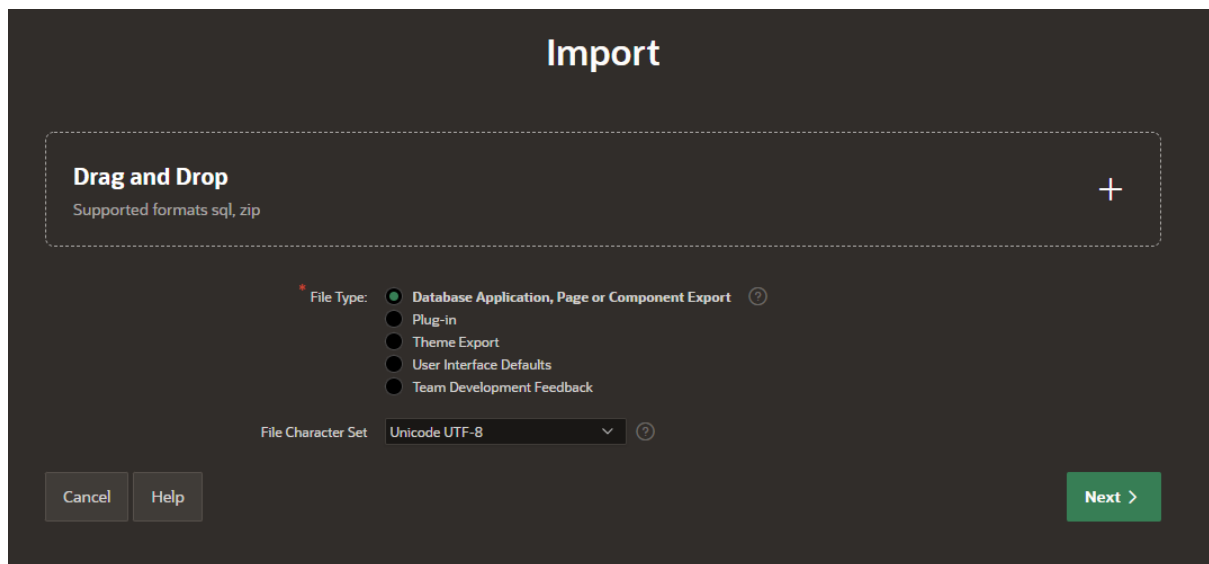 Import
Drag and Drop
Supported formats sql, zip
* File Type: Database Application, Page or Component Export ?
Plug-in
Theme Export
User Interface Defaults
Team Development Feedback
File Character Set Unicode UTF-8 ?
Cancel Help Next >